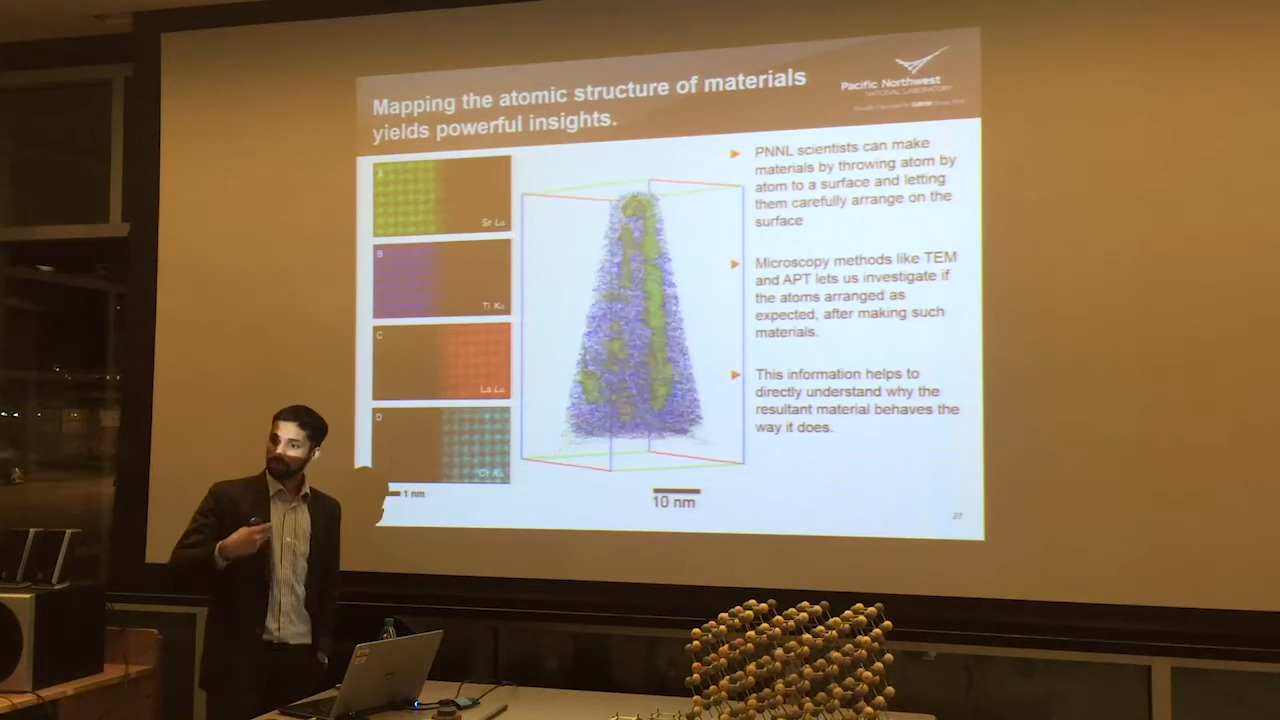 Mapping the atomic structure of materials
yields powerful insights.
Pacific Northwest
NATIONAL LABORATORY
A
Sr Lα
B
Ti Kα
C
La Lα
D
Cr Kα
1 nm
10 nm
PNNL scientists can make
materials by throwing atom by
atom to a surface and letting
them carefully arrange on the
surface
Microscopy methods like TEM
and APT lets us investigate if
the atoms arranged as
expected, after making such
materials.
This information helps to
directly understand why the
resultant material behaves the
way it does.
27